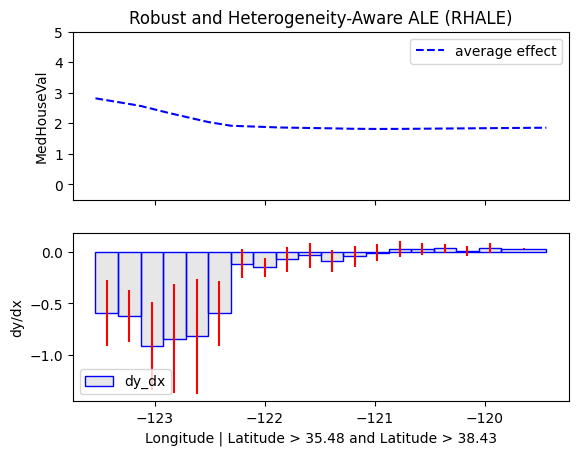 Robust and Heterogeneity-Aware ALE (RHALE)
5
4
3
2
1
0
MedHouseVal
average effect
0.0
−0.5
−1.0
dy/dx
dy_dx
−123 −122 −121 −120
Longitude | Latitude > 35.48 and Latitude > 38.43